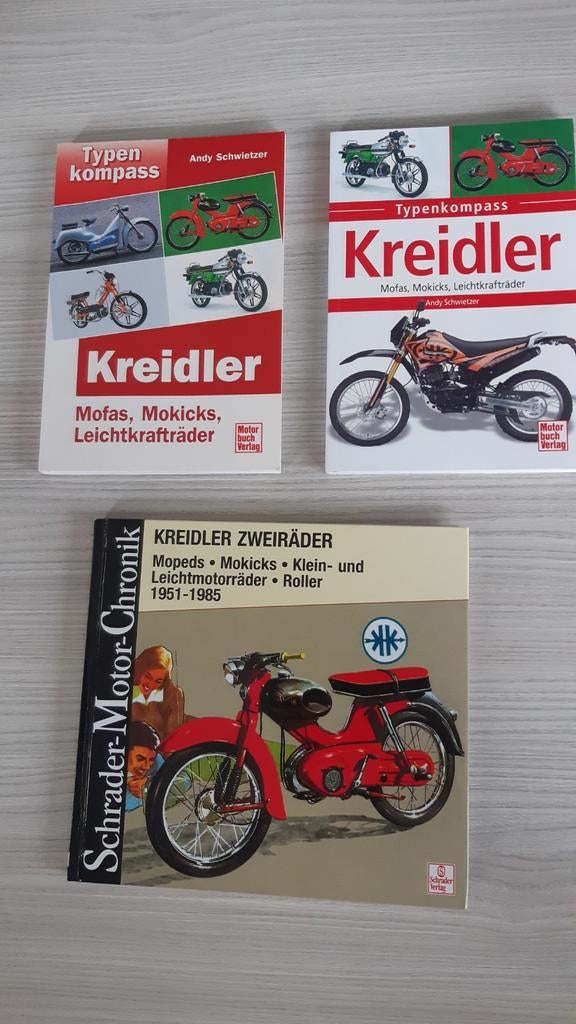 Typen
kompass
Andy Schwietzer
Kreidler
Mofas, Mokicks,
Leichtkrafträder
Motor
buch
Verlag
Typenkompass
Kreidler
Mofas, Mokicks, Leichtkrafträder
Andy Schwietzer
Motor
buch
Verlag
Schrader-Motor-Chronik
KREIDLER ZWEIRÄDER
Mopeds • Mokicks • Klein- und
Leichtmotorräder • Roller
1951-1985
Schrader
Verlag